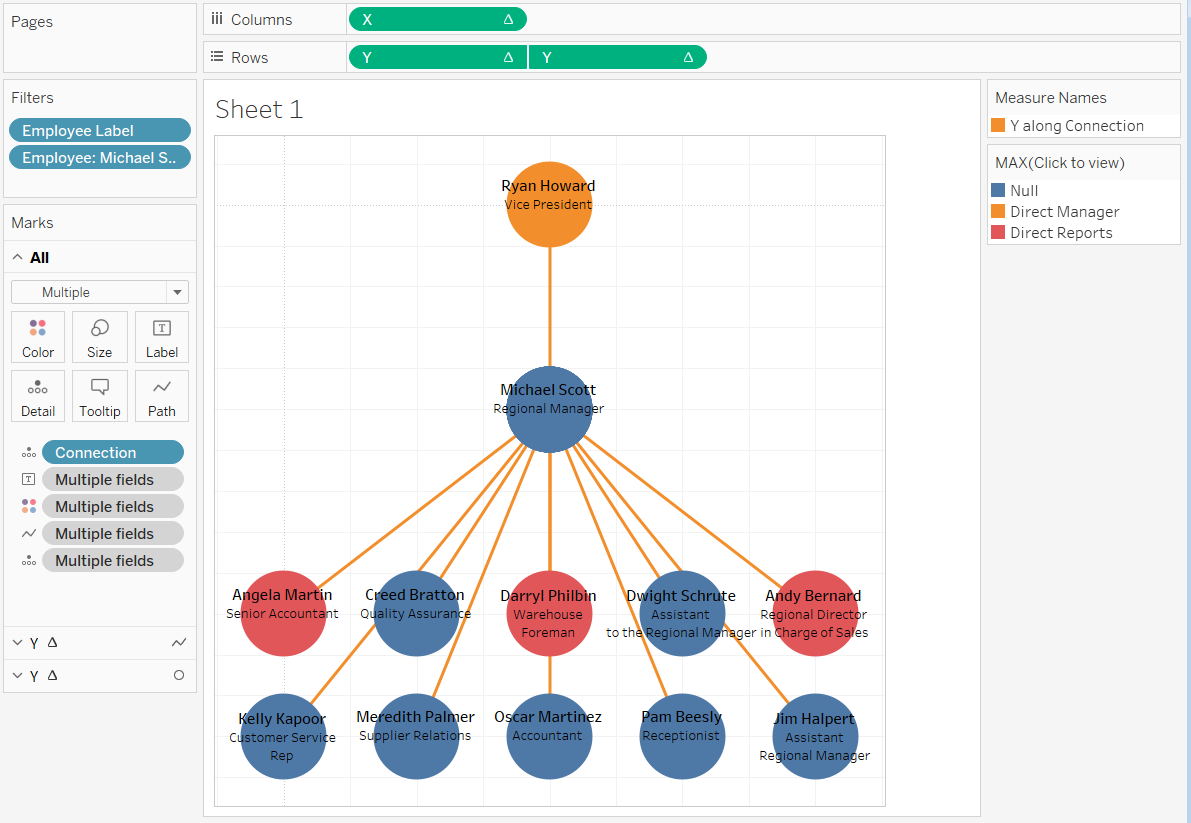 Pages
Columns
X
Rows
Y
Y
Filters
Employee Label
Employee: Michael S..
Marks
All
Multiple
Color
Size
T
Label
Detail
Tooltip
Path
Connection
T
Multiple fields
Multiple fields
Multiple fields
Multiple fields
Y
Y
Sheet 1
Ryan Howard
Vice President
Michael Scott
Regional Manager
Angela Martin
Senior Accountant
Creed Bratton
Quality Assurance
Darryl Philbin
Warehouse
Foreman
Dwight Schrute
Assistant
to the Regional Manager
Andy Bernard
Regional Director
in Charge of Sales
Kelly Kapoor
Customer Service
Rep
Meredith Palmer
Supplier Relations
Oscar Martinez
Accountant
Pam Beesly
Receptionist
Jim Halpert
Assistant
Regional Manager
Measure Names
Y along Connection
MAX(Click to view)
Null
Direct Manager
Direct Reports